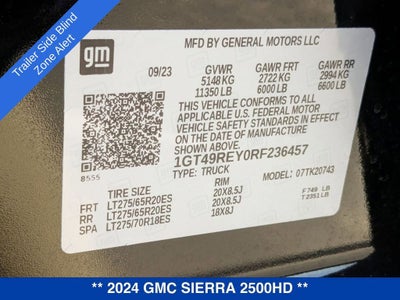 Trailer Side Blind
Zone Alert
gm
MFD BY GENERAL MOTORS LLC
09/23 GVWR GAWR FRT GAWR RR
5148 KG 2722 KG 2994 KG
11350 LB 6000 LB 6600 LB
THIS VEHICLE CONFORMS TO ALL
APPLICABLE U.S. FEDERAL MOTOR
VEHICLE SAFETY STANDARDS IN
EFFECT ON THE DATE OF
MANUFACTURE SHOWN ABOVE.
1GT49REY0RF236457
8555 TYPE: TRUCK 07TK20743
TIRE SIZE RIM F 749 LB
FRT LT275/65R20ES 20X8.5J T 2351 LB
RR LT275/65R20ES 20X8.5J
SPA LT275/70R18ES 18X8J
** 2024 GMC SIERRA 2500HD **